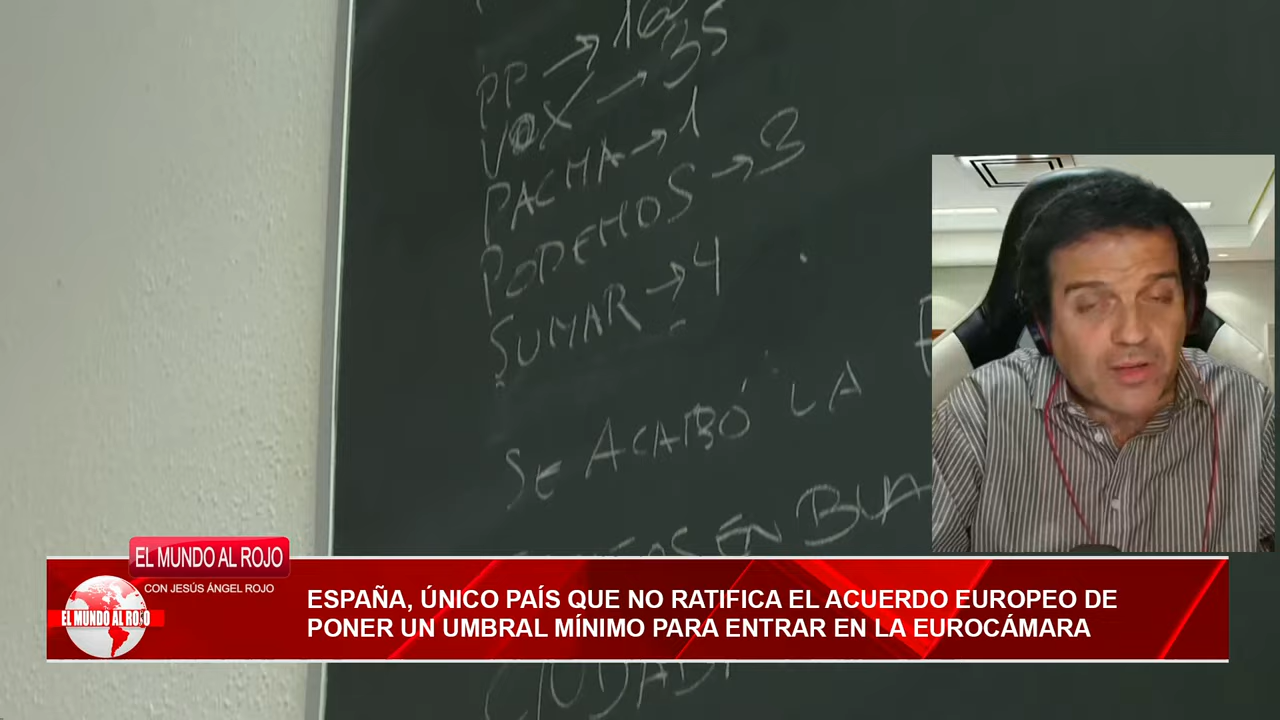 PP → 16
VOX → 35
PACMA → 1
PODEMOS → 3
SUMAR → 4
SE ACABÓ LA
EN BLA
EL MUNDO AL ROJO
CON JESÚS ÁNGEL ROJO
EL MUNDO AL ROJO
ESPAÑA, ÚNICO PAÍS QUE NO RATIFICA EL ACUERDO EUROPEO DE
PONER UN UMBRAL MÍNIMO PARA ENTRAR EN LA EUROCÁMARA